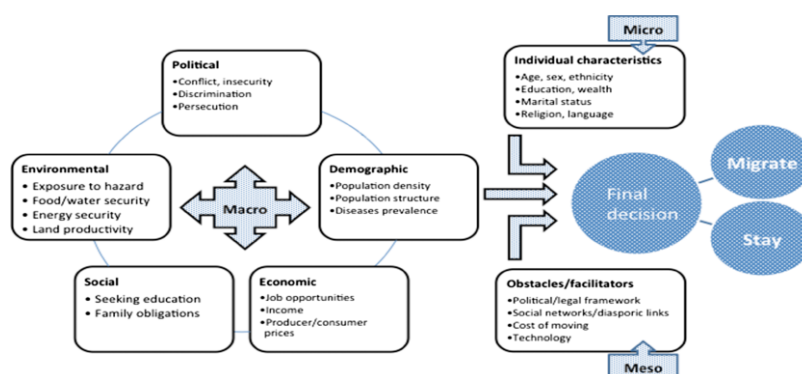 Micro
Political
•Conflict, insecurity
•Discrimination
•Persecution
Individual characteristics
•Age, sex, ethnicity
•Education, wealth
•Marital status
•Religion, language
Environmental
• Exposure to hazard
• Food/water security
• Energy security
• Land productivity
Macro
Demographic
•Population density
•Population structure
•Diseases prevalence
Final
decision
Migrate
Stay
Social
• Seeking education
• Family obligations
Economic
•Job opportunities
•Income
•Producer/consumer
prices
Obstacles/facilitators
•Political/legal framework
•Social networks/diasporic links
•Cost of moving
•Technology
Meso